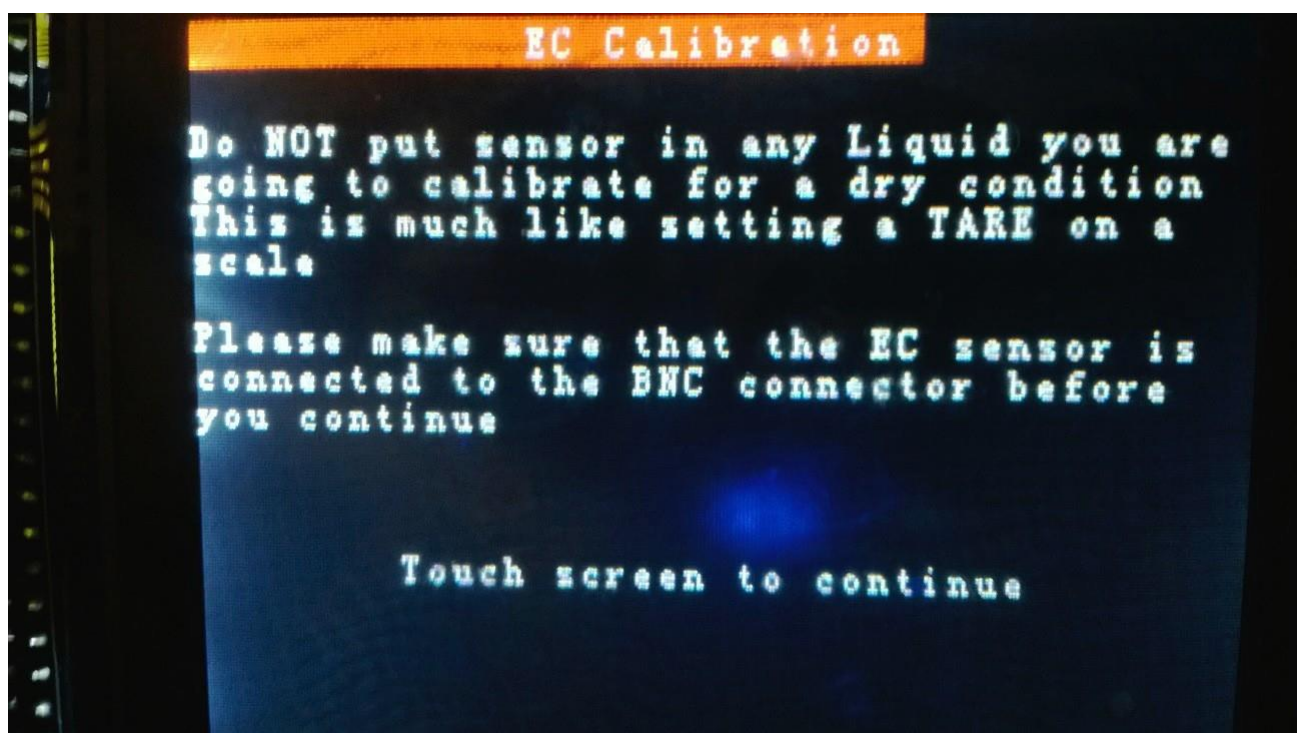 EC Calibration
Do NOT put sensor in any Liquid you are
going to calibrate for a dry condition
This is much like setting a TARE on a
scale
Please make sure that the EC sensor is
connected to the BNC connector before
you continue
Touch screen to continue